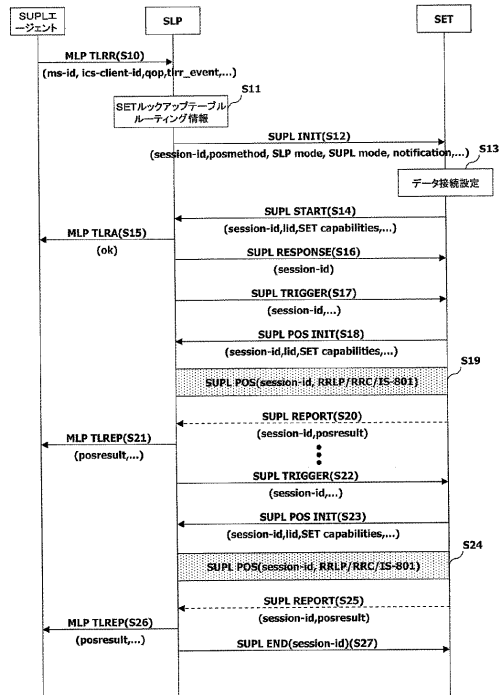 SUPLエージェント
SLP
SET
MLP TLRR(S10)
(ms-id, ics-client-id,qop,tlrr_event,...)
S11
SETルックアップテーブル
ルーティング情報
SUPL INIT(S12)
(session-id,posmethod, SLP mode, SUPL mode, notification,...)
S13
データ接続設定
SUPL START(S14)
(session-id,lid,SET capabilities,...)
MLP TLRA(S15)
(ok)
SUPL RESPONSE(S16)
(session-id)
SUPL TRIGGER(S17)
(session-id,...)
SUPL POS INIT(S18)
(session-id,lid,SET capabilities,...)
S19
SUPL POS(session-id, RRLP/RRC/IS-801)
SUPL REPORT(S20)
(session-id,posresult)
MLP TLREP(S21)
(posresult,...)
SUPL TRIGGER(S22)
(session-id,...)
SUPL POS INIT(S23)
(session-id,lid,SET capabilities,...)
S24
SUPL POS(session-id, RRLP/RRC/IS-801)
SUPL REPORT(S25)
(session-id,posresult)
MLP TLREP(S26)
(posresult,...)
SUPL END(session-id)(S27)